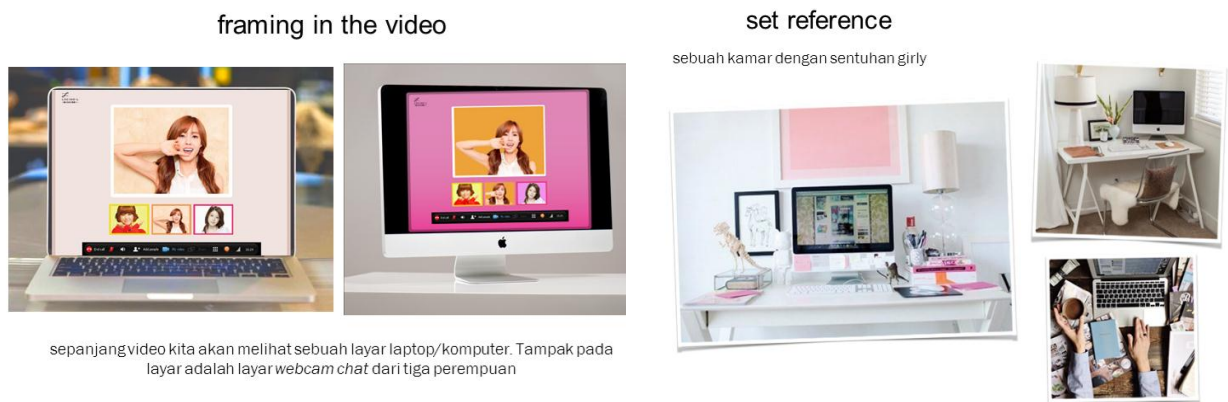 framing in the video
sepanjang video kita akan melihat sebuah layar laptop/komputer. Tampak pada
layar adalah layar webcam chat dari tiga perempuan
set reference
sebuah kamar dengan sentuhan girly